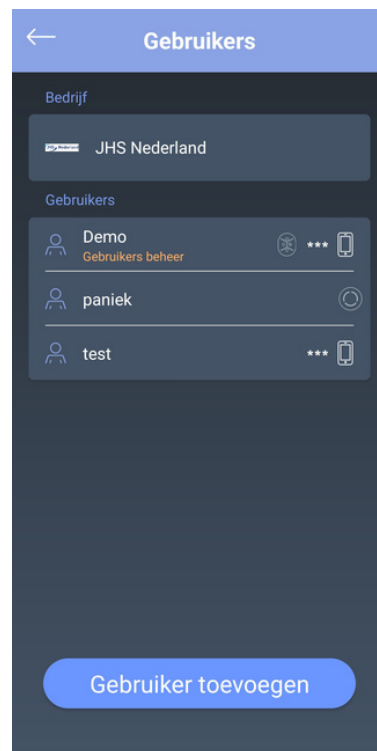 Gebruikers
Bedrijf
JHS Nederland
Gebruikers
Demo
Gebruikers beheer
***
paniek
test
***
Gebruiker toevoegen